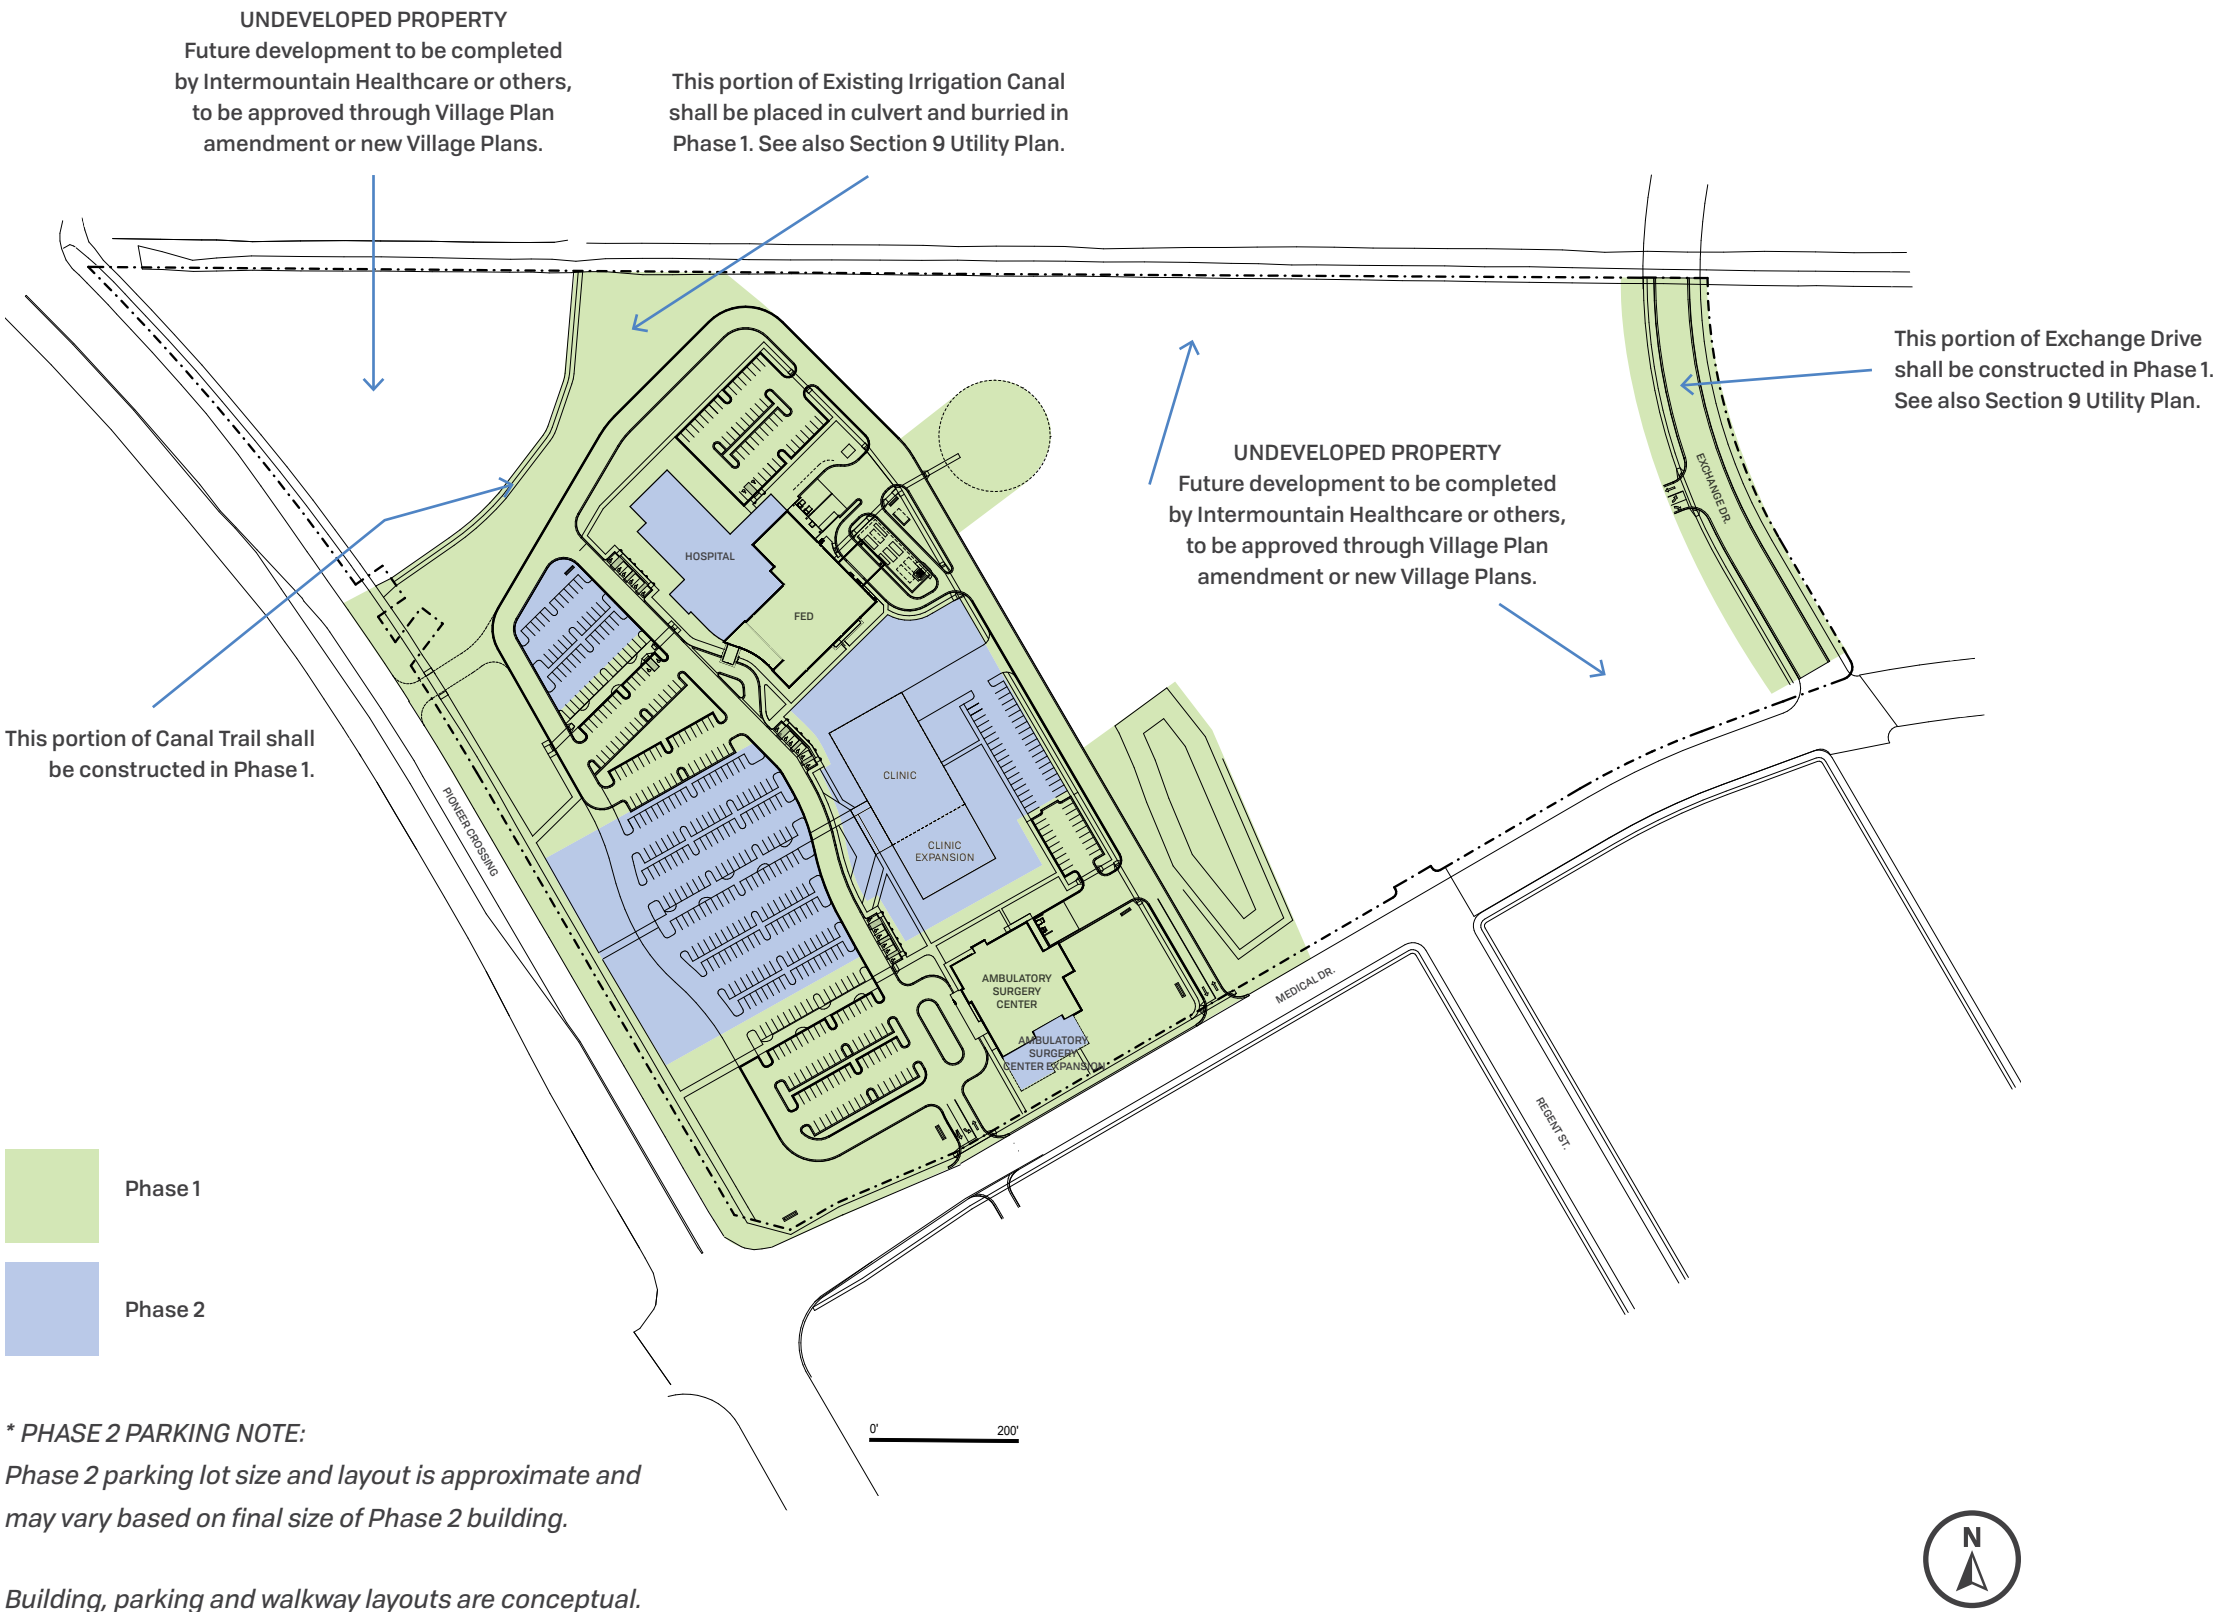 UNDEVELOPED PROPERTY
Future development to be completed
by Intermountain Healthcare or others,
to be approved through Village Plan
amendment or new Village Plans.
This portion of Existing Irrigation Canal
shall be placed in culvert and burried in
Phase 1. See also Section 9 Utility Plan.
This portion of Exchange Drive
shall be constructed in Phase 1.
See also Section 9 Utility Plan.
UNDEVELOPED PROPERTY
Future development to be completed
by Intermountain Healthcare or others,
to be approved through Village Plan
amendment or new Village Plans.
EXCHANGE DR.
HOSPITAL
FED
This portion of Canal Trail shall
be constructed in Phase 1.
PIONEER CROSSING
CLINIC
CLINIC
EXPANSION
AMBULATORY
SURGERY
CENTER
AMBULATORY
SURGERY
CENTER EXPANSION
MEDICAL DR.
REGENT ST.
Phase 1
Phase 2
* PHASE 2 PARKING NOTE:
Phase 2 parking lot size and layout is approximate and
may vary based on final size of Phase 2 building.
Building, parking and walkway layouts are conceptual.
0' 200'
N